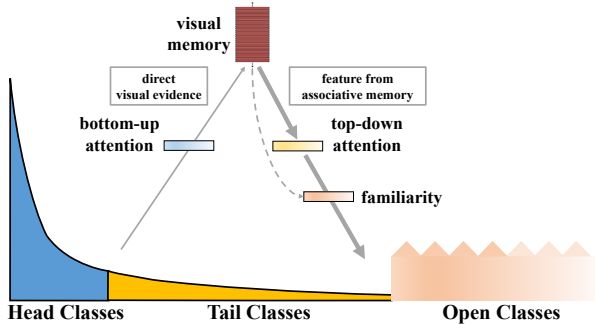 visual
memory
direct
visual evidence
feature from
associative memory
bottom-up
attention
top-down
attention
familiarity
Head Classes
Tail Classes
Open Classes